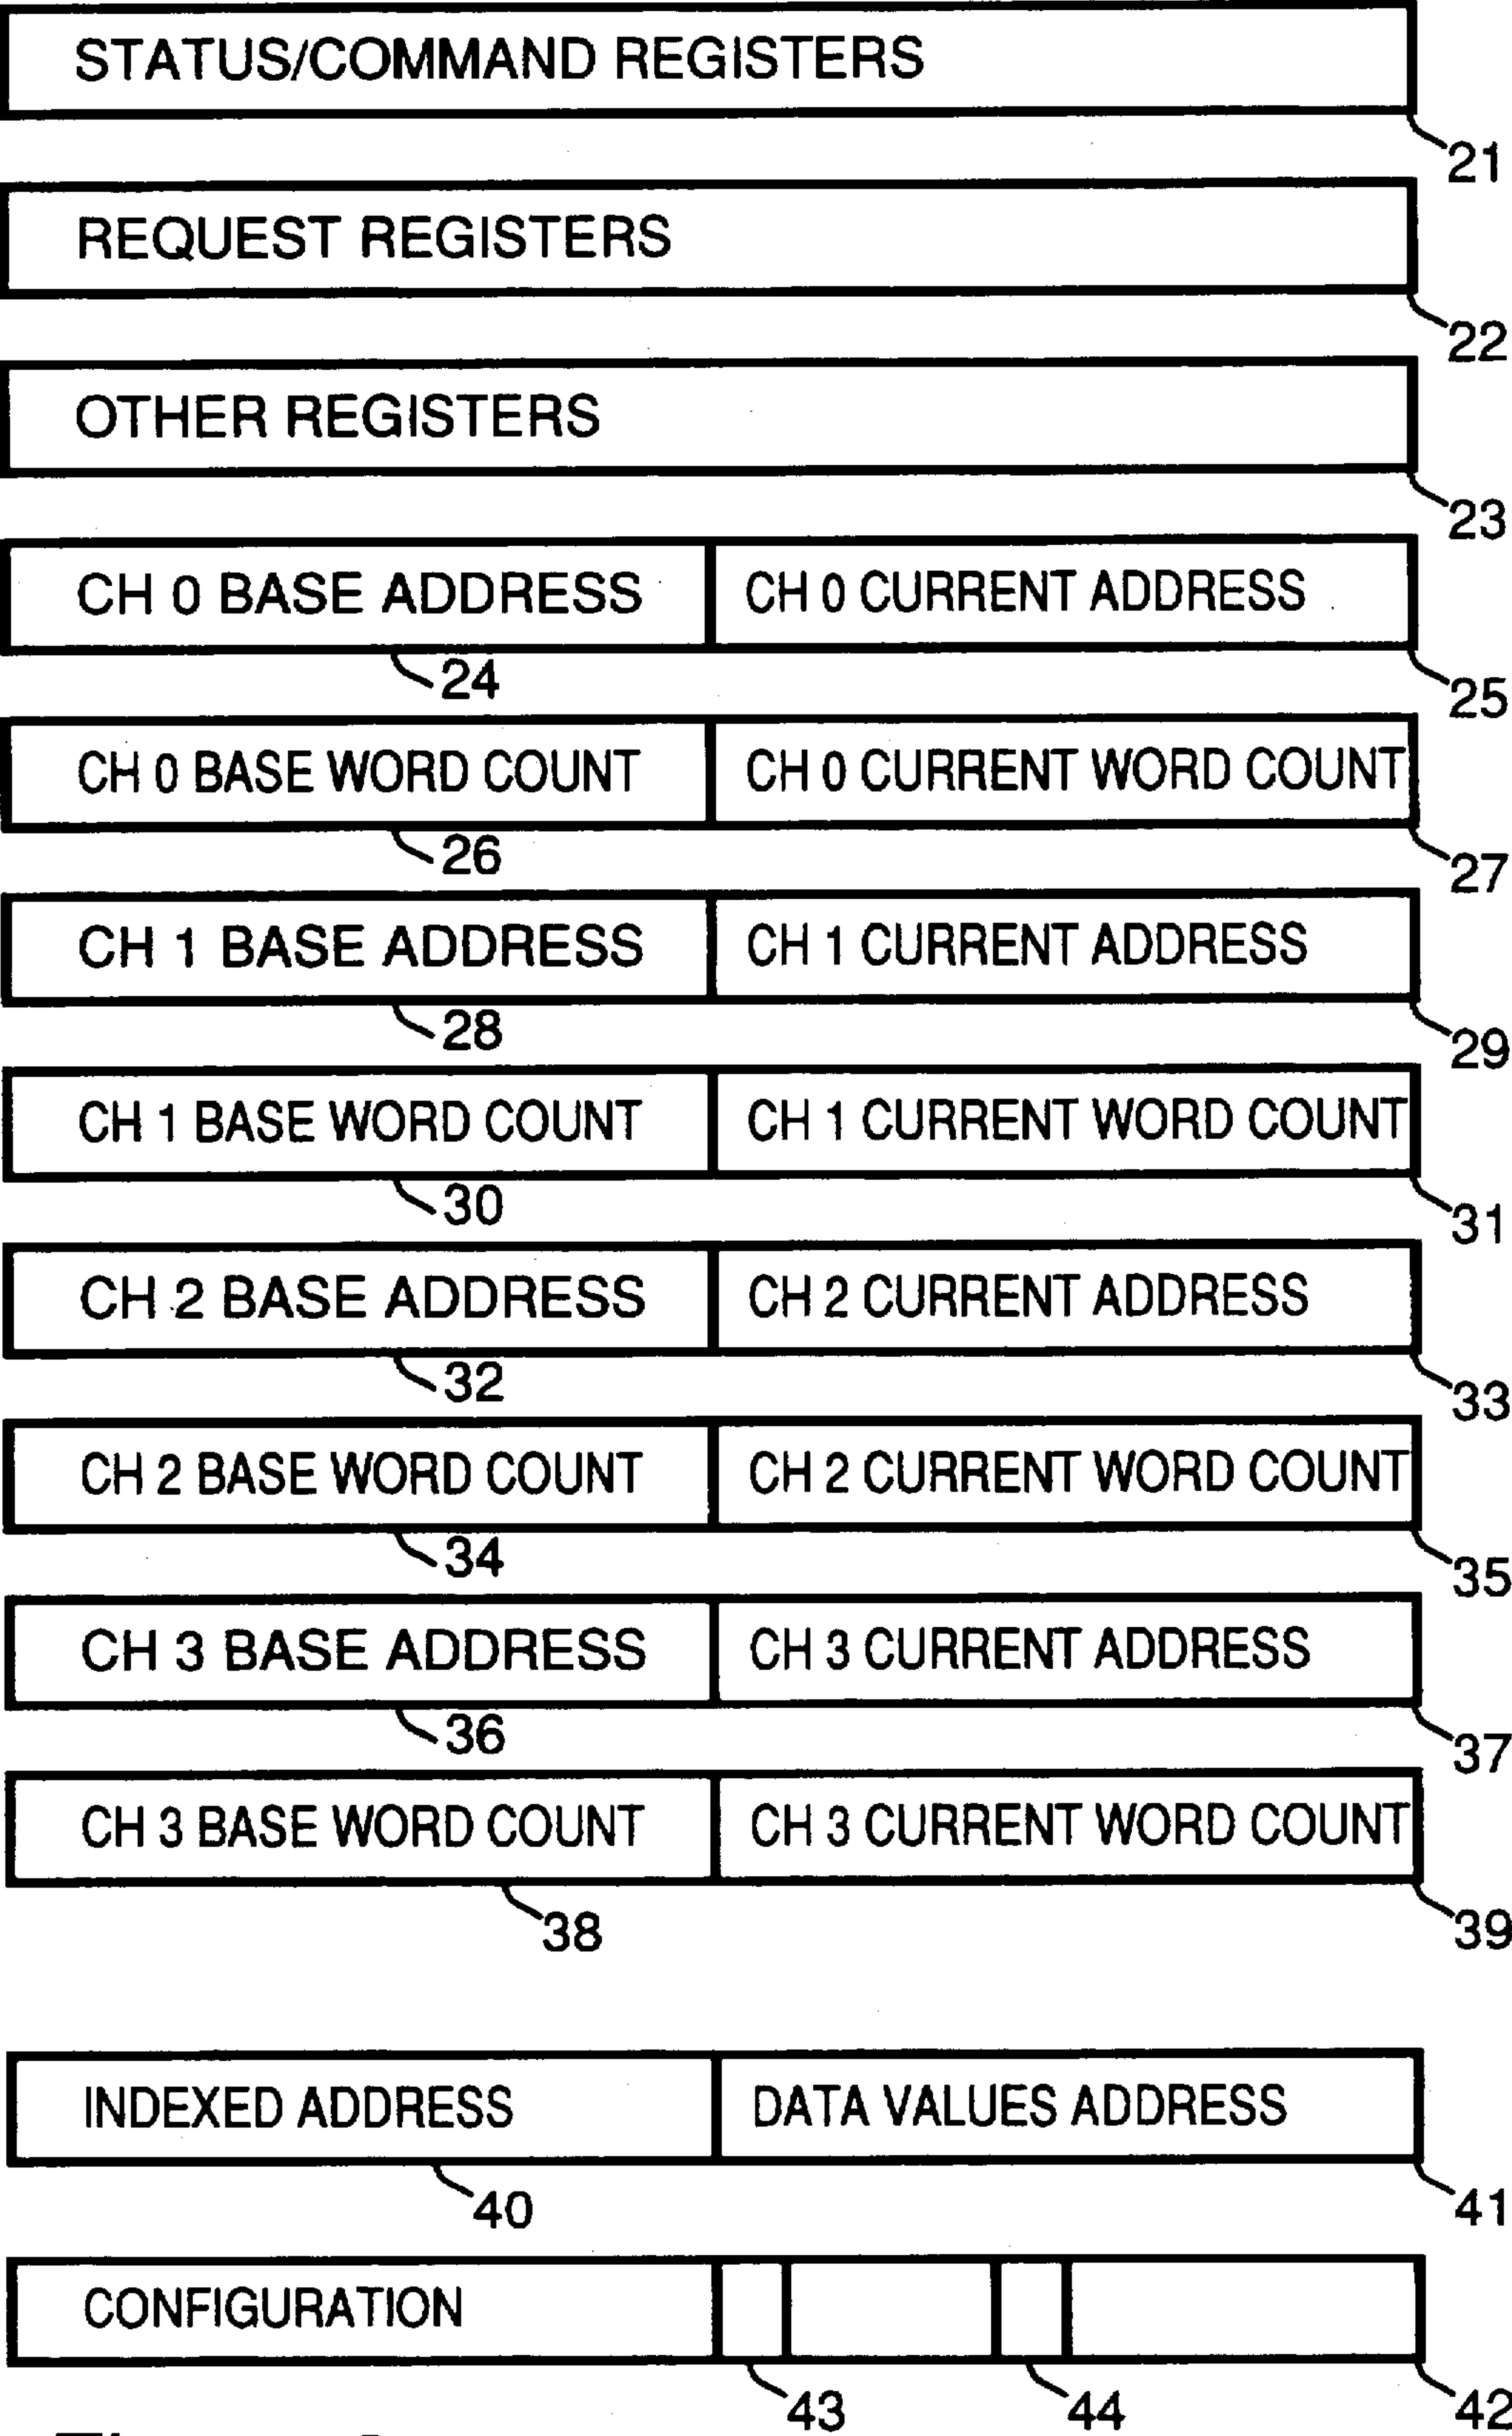 STATUS/COMMAND REGISTERS
21
REQUEST REGISTERS
22
OTHER REGISTERS
23
CH 0 BASE ADDRESS CH 0 CURRENT ADDRESS
24 25
CH 0 BASE WORD COUNT CH 0 CURRENT WORD COUNT
26 27
CH 1 BASE ADDRESS CH 1 CURRENT ADDRESS
28 29
CH 1 BASE WORD COUNT CH 1 CURRENT WORD COUNT
30 31
CH 2 BASE ADDRESS CH 2 CURRENT ADDRESS
32 33
CH 2 BASE WORD COUNT CH 2 CURRENT WORD COUNT
34 35
CH 3 BASE ADDRESS CH 3 CURRENT ADDRESS
36 37
CH 3 BASE WORD COUNT CH 3 CURRENT WORD COUNT
38 39
INDEXED ADDRESS DATA VALUES ADDRESS
40 41
CONFIGURATION
43 44 42